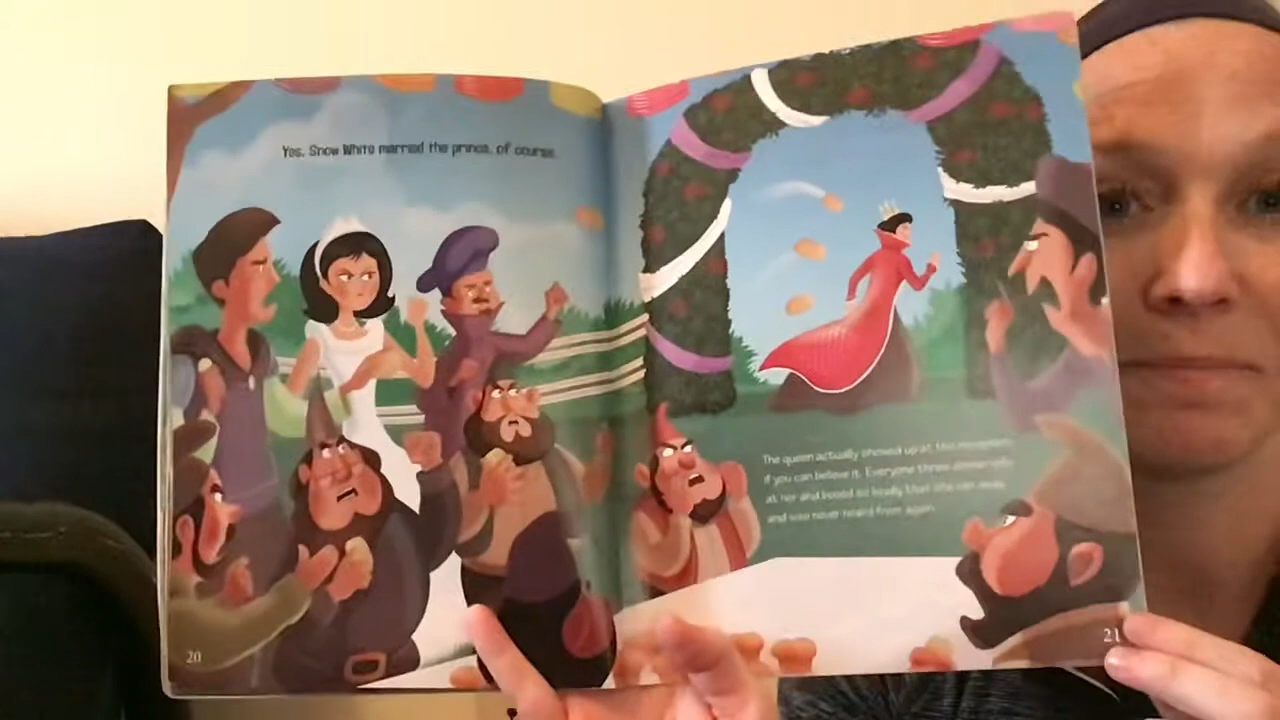 Yes, Snow White married the prince, of course.
The queen actually showed up at the reception,
if you can believe it. Everyone threw dinner rolls
at her and booed so loudly that she ran away
and was never heard from again.
20
21